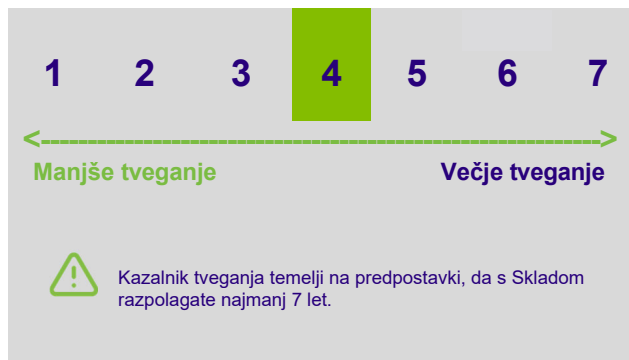 1 2 3 4 5 6 7
<----------------------------------------------------------->
Manjše tveganje Večje tveganje
Kazalnik tveganja temelji na predpostavki, da s Skladom
razpolagate najmanj 7 let.